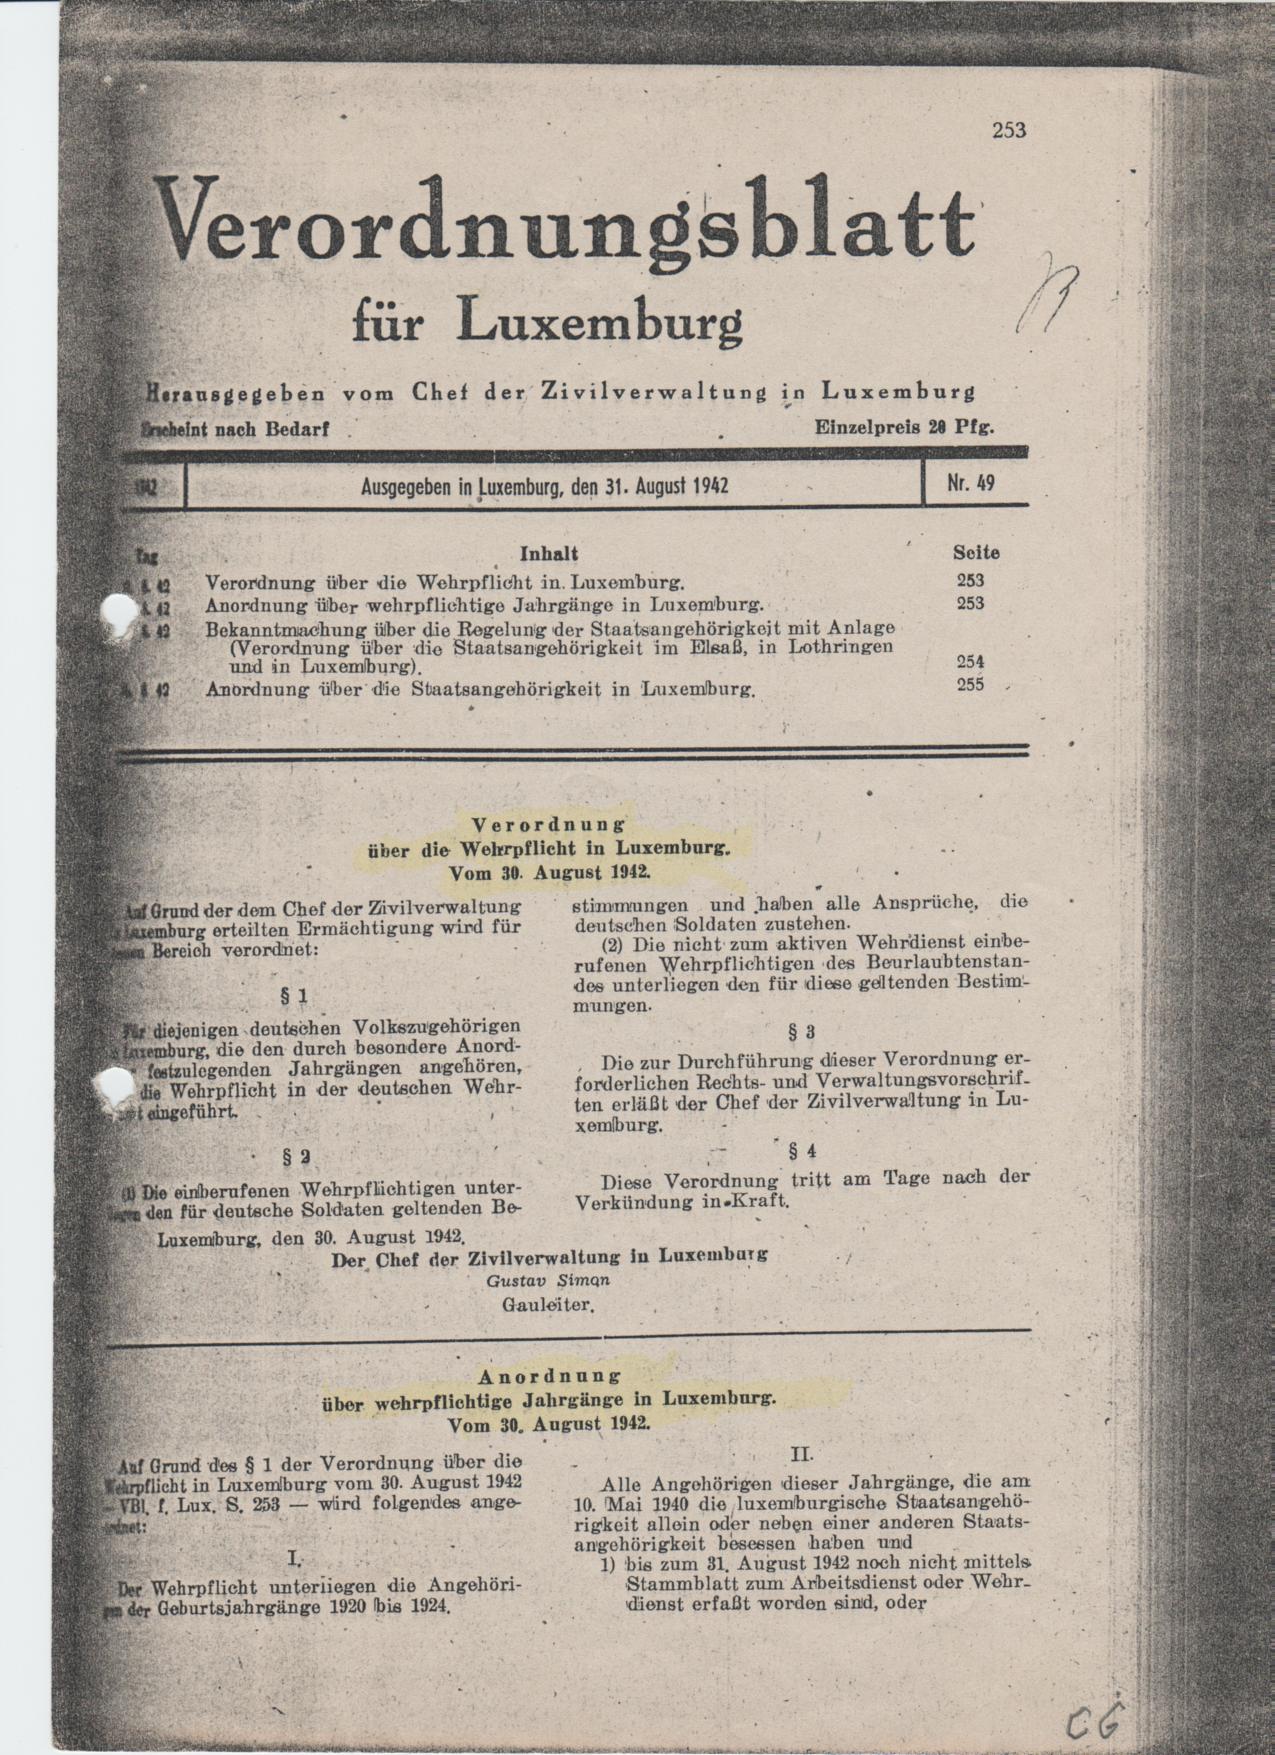 253
Verordnungsblatt
für Luxemburg
Herausgegeben vom Chef der Zivilverwaltung in Luxemburg
Erscheint nach Bedarf Einzelpreis 20 Pfg.
1942 Ausgegeben in Luxemburg, den 31. August 1942 Nr. 49
Tag Inhalt Seite
8. 42 Verordnung über die Wehrpflicht in Luxemburg. 253
8. 42 Anordnung über wehrpflichtige Jahrgänge in Luxemburg. 253
8. 42 Bekanntmachung über die Regelung der Staatsangehörigkeit mit Anlage
(Verordnung über die Staatsangehörigkeit im Elsaß, in Lothringen
und in Luxemburg). 254
8. 42 Anordnung über die Staatsangehörigkeit in Luxemburg. 255
Verordnung
über die Wehrpflicht in Luxemburg.
Vom 30. August 1942.
Auf Grund der dem Chef der Zivilverwaltung
Luxemburg erteilten Ermächtigung wird für
Bereich verordnet:
§ 1
Für diejenigen deutschen Volkszugehörigen
Luxemburg, die den durch besondere Anord-
festzulegenden Jahrgängen angehören,
die Wehrpflicht in der deutschen Wehr-
eingeführt.
§ 2
(1) Die einberufenen Wehrpflichtigen unter-
den für deutsche Soldaten geltenden Be-
stimmungen und haben alle Ansprüche, die
deutschen Soldaten zustehen.
(2) Die nicht zum aktiven Wehrdienst einbe-
rufenen Wehrpflichtigen des Beurlaubtenstan-
des unterliegen den für diese geltenden Bestim-
mungen.
§ 3
Die zur Durchführung dieser Verordnung er-
forderlichen Rechts- und Verwaltungsvorschrif-
ten erläßt der Chef der Zivilverwaltung in Lu-
xemburg.
§ 4
Diese Verordnung tritt am Tage nach der
Verkündung in Kraft.
Luxemburg, den 30. August 1942.
Der Chef der Zivilverwaltung in Luxemburg
Gustav Simon
Gauleiter.
Anordnung
über wehrpflichtige Jahrgänge in Luxemburg.
Vom 30. August 1942.
Auf Grund des § 1 der Verordnung über die
Wehrpflicht in Luxemburg vom 30. August 1942
— VBl. f. Lux. S. 253 — wird folgendes ange-
ordnet:
I.
Der Wehrpflicht unterliegen die Angehöri-
gen der Geburtsjahrgänge 1920 bis 1924.
II.
Alle Angehörigen dieser Jahrgänge, die am
10. Mai 1940 die luxemburgische Staatsangehö-
rigkeit allein oder neben einer anderen Staats-
angehörigkeit besessen haben und
1) bis zum 31. August 1942 noch nicht mittels
Stammblatt zum Arbeitsdienst oder Wehr-
dienst erfaßt worden sind, oder
CG